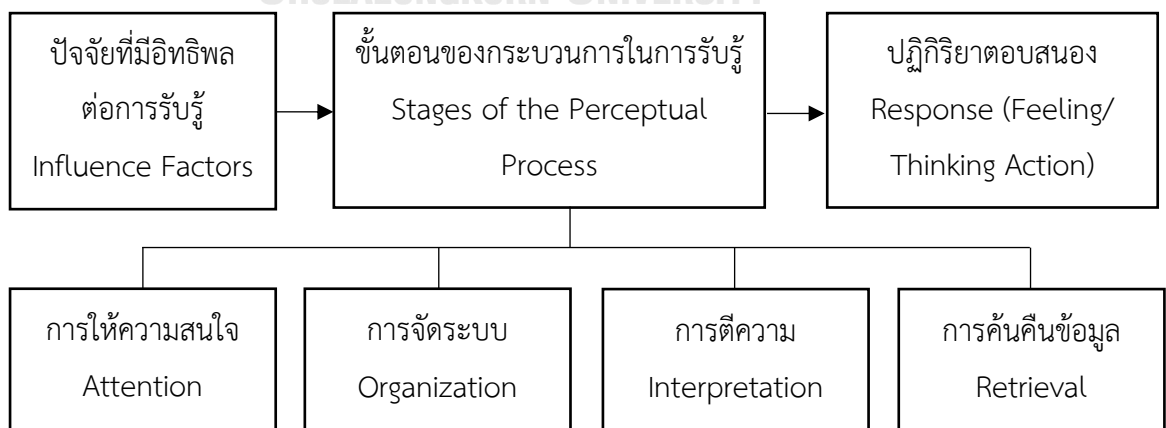 ปัจจัยที่มีอิทธิพล
ต่อการรับรู้
Influence Factors
ขั้นตอนของกระบวนการในการรับรู้
Stages of the Perceptual
Process
ปฏิกิริยาตอบสนอง
Response (Feeling/
Thinking Action)
การให้ความสนใจ
Attention
การจัดระบบ
Organization
การตีความ
Interpretation
การค้นคืนข้อมูล
Retrieval